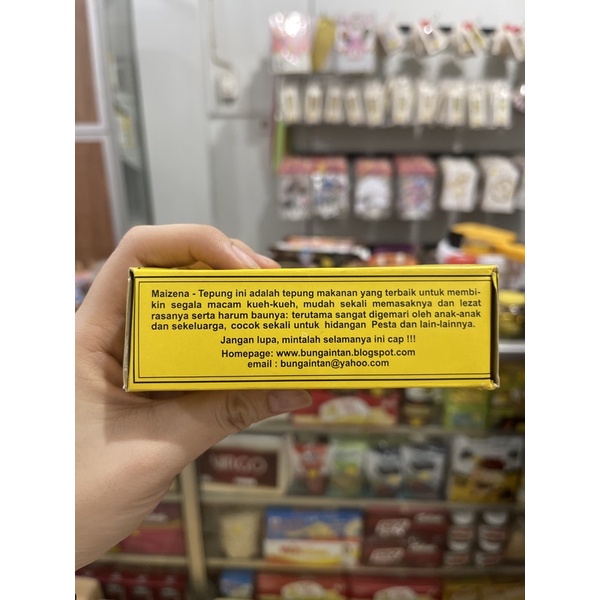 Maizena - Tepung ini adalah tepung makanan yang terbaik untuk membi-
kin segala macam kueh-kueh, mudah sekali memasaknya dan lezat
rasanya serta harum baunya: terutama sangat digemari oleh anak-anak
dan sekeluarga, cocok sekali untuk hidangan Pesta dan lain-lainnya.
Jangan lupa, mintalah selamanya ini cap !!!
Homepage: www.bungaintan.blogspot.com
email : bungaintan@yahoo.com